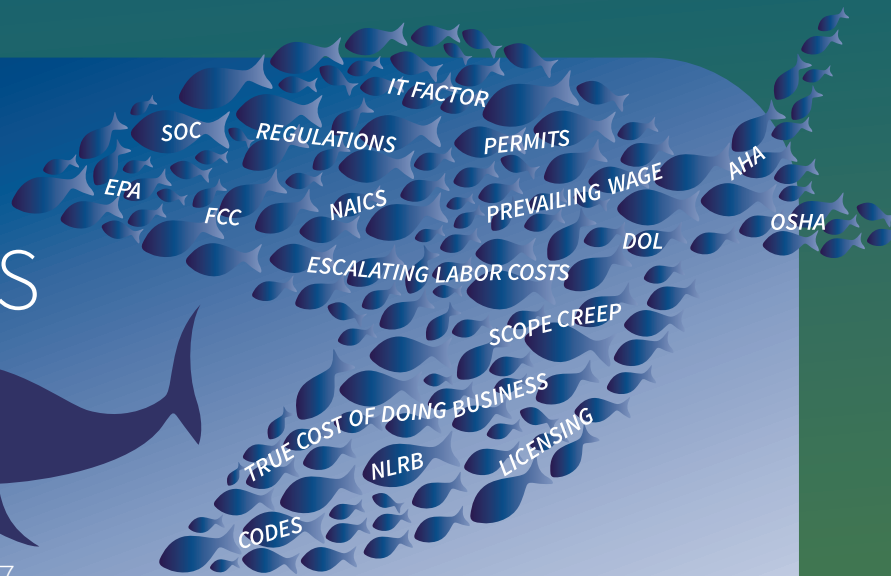 IT FACTOR
SOC
REGULATIONS
PERMITS
AHA
EPA
PREVAILING WAGE
FCC
NAICS
OSHA
DOL
S
ESCALATING LABOR COSTS
SCOPE CREEP
TRUE COST OF DOING BUSINESS
LICENSING
NLRB
CODES